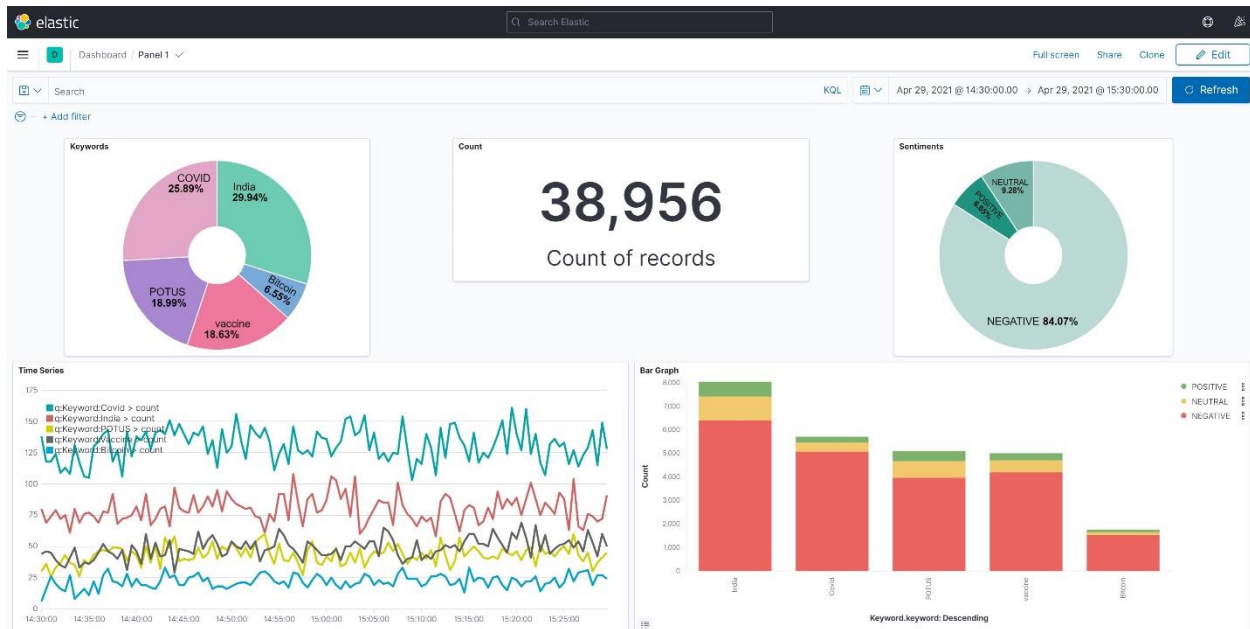 elastic
Search Elastic
D Dashboard / Panel 1
Full screen Share Clone Edit
Search KQL Apr 29, 2021 @ 14:30:00.00 → Apr 29, 2021 @ 15:30:00.00 Refresh
+ Add filter
Keywords
COVID
25.89%
India
29.94%
Bitcoin
6.55%
POTUS
18.99%
vaccine
18.63%
Count
38,956
Count of records
Sentiments
NEUTRAL
9.28%
POSITIVE
6.65%
NEGATIVE 84.07%
Time Series
175
150
125
100
75
50
25
0
q:Keyword:Covid > count
q:Keyword:India > count
q:Keyword:POTUS > count
q:Keyword:vaccine > count
q:Keyword:Bitcoin > count
14:30:00 14:35:00 14:40:00 14:45:00 14:50:00 14:55:00 15:00:00 15:05:00 15:10:00 15:15:00 15:20:00 15:25:00
Bar Graph
8,000
7,000
6,000
5,000
4,000
3,000
2,000
1,000
0
Count
India
Covid
POTUS
vaccine
Bitcoin
Keyword.keyword: Descending
POSITIVE
NEUTRAL
NEGATIVE